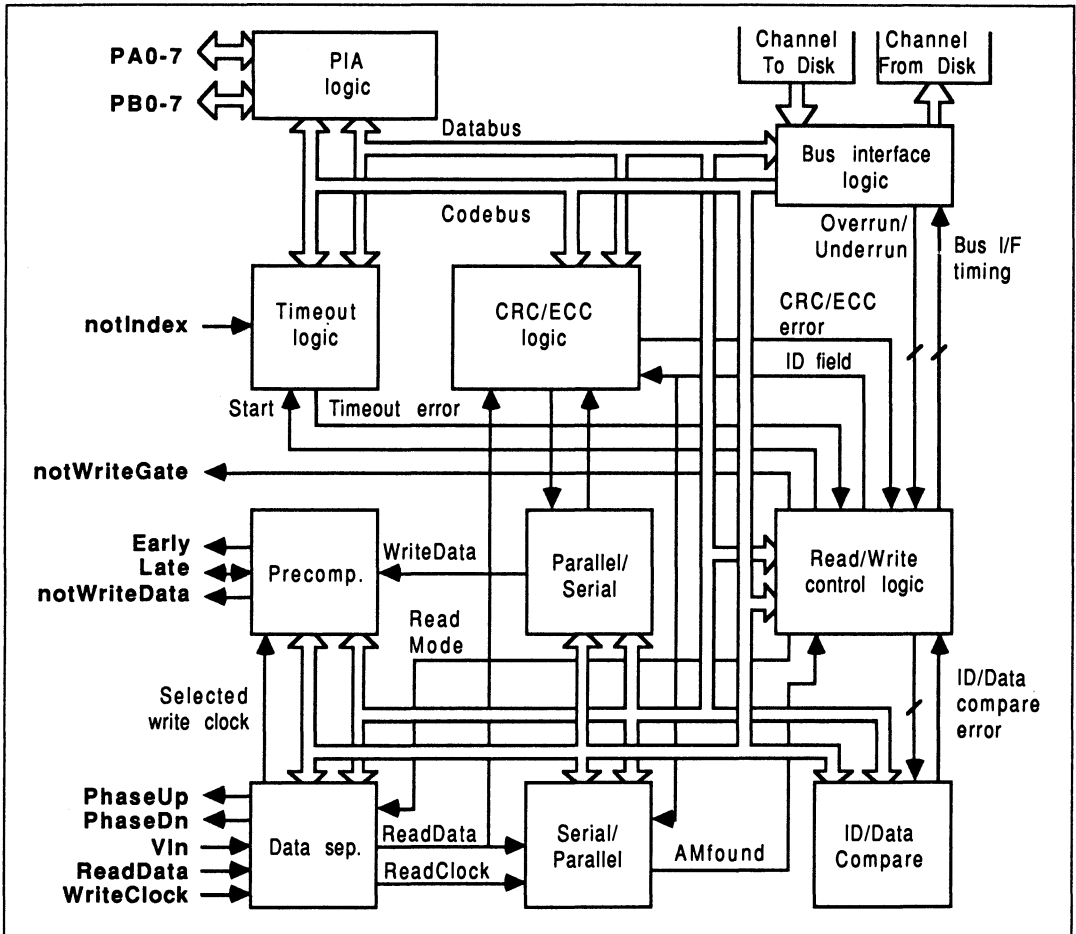 PA0-7
PB0-7
PIA
logic
Channel
To Disk
Channel
From Disk
Databus
Codebus
Bus interface
logic
Overrun/
Underrun
Bus I/F
timing
notIndex
Timeout
logic
CRC/ECC
logic
CRC/ECC
error
ID field
Start
Timeout error
notWriteGate
Early
Late
notWriteData
Precomp.
WriteData
Parallel/
Serial
Read/Write
control logic
Read
Mode
Selected
write clock
ID/Data
compare
error
PhaseUp
PhaseDn
VIn
ReadData
WriteClock
Data sep.
ReadData
ReadClock
Serial/
Parallel
AMfound
ID/Data
Compare